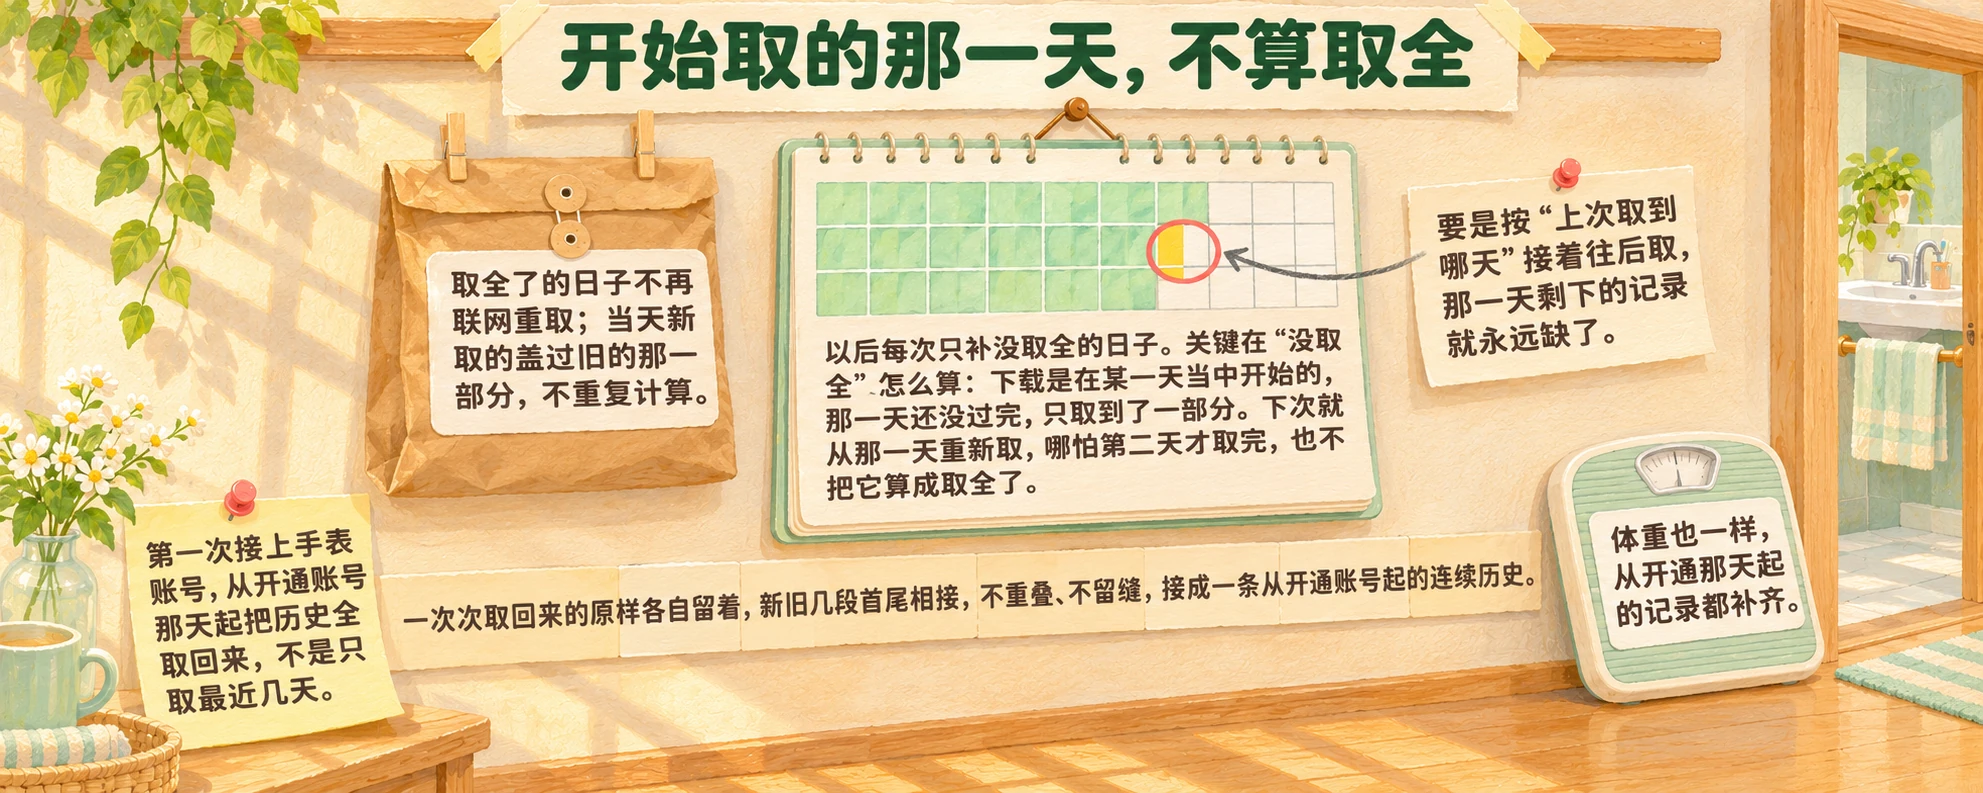 开始取的那一天，不算取全
取全了的日子不再
联网重取；当天新
取的盖过旧的那一
部分，不重复计算。
以后每次只补没取全的日子。关键在“没取
全”怎么算：下载是在某一天当中开始的，
那一天还没过完，只取到了一部分。下次就
从那一天重新取，哪怕第二天才取完，也不
把它算成取全了。
要是按“上次取到
哪天”接着往后取，
那一天剩下的记录
就永远缺了。
第一次接上手表
账号，从开通账号
那天起把历史全
取回来，不是只
取最近几天。
一次次取回来的原样各自留着，新旧几段首尾相接，不重叠、不留缝，接成一条从开通账号起的连续历史。
体重也一样，
从开通那天起
的记录都补齐。